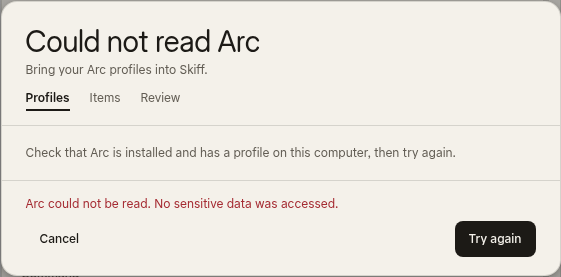 Could not read Arc
Bring your Arc profiles into Skiff.
Profiles Items Review
Check that Arc is installed and has a profile on this computer, then try again.
Arc could not be read. No sensitive data was accessed.
Cancel Try again